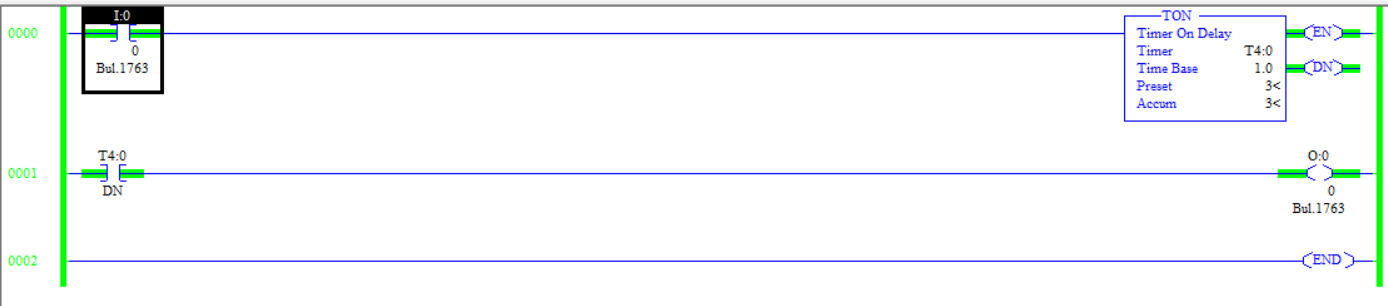 I:0
0000
0
Bul.1763
TON
Timer On Delay
Timer T4:0
Time Base 1.0
Preset 3<
Accum 3<
EN
DN
T4:0
0001
DN
O:0
0
Bul.1763
0002
END